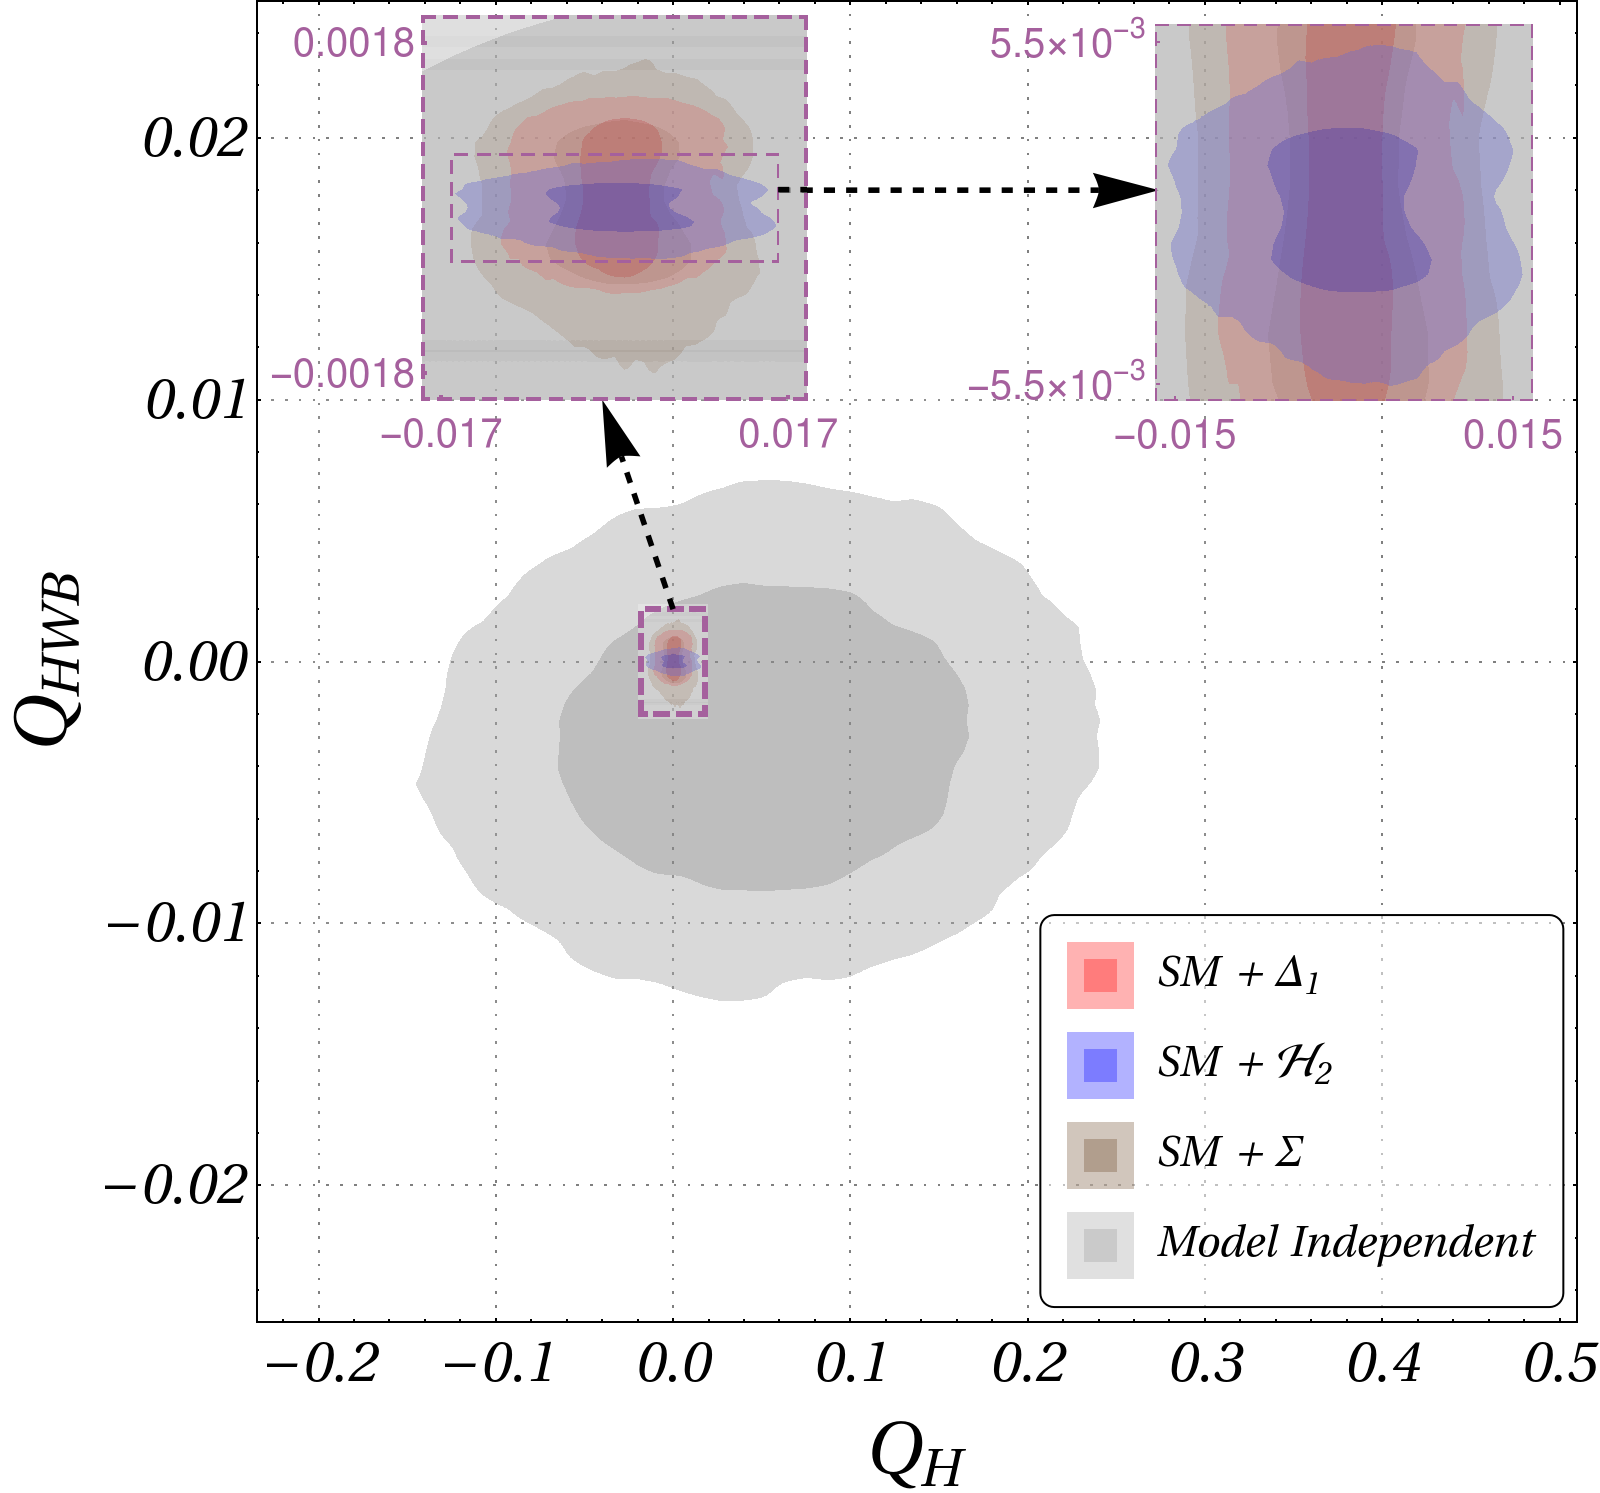 0.0018
−0.0018
−0.017 0.017
5.5×10⁻³
−5.5×10⁻³
−0.015 0.015
0.02
0.01
0.00
−0.01
−0.02
Q_HWB
SM + Δ₁
SM + ℋ₂
SM + Σ
Model Independent
−0.2 −0.1 0.0 0.1 0.2 0.3 0.4 0.5
Q_H